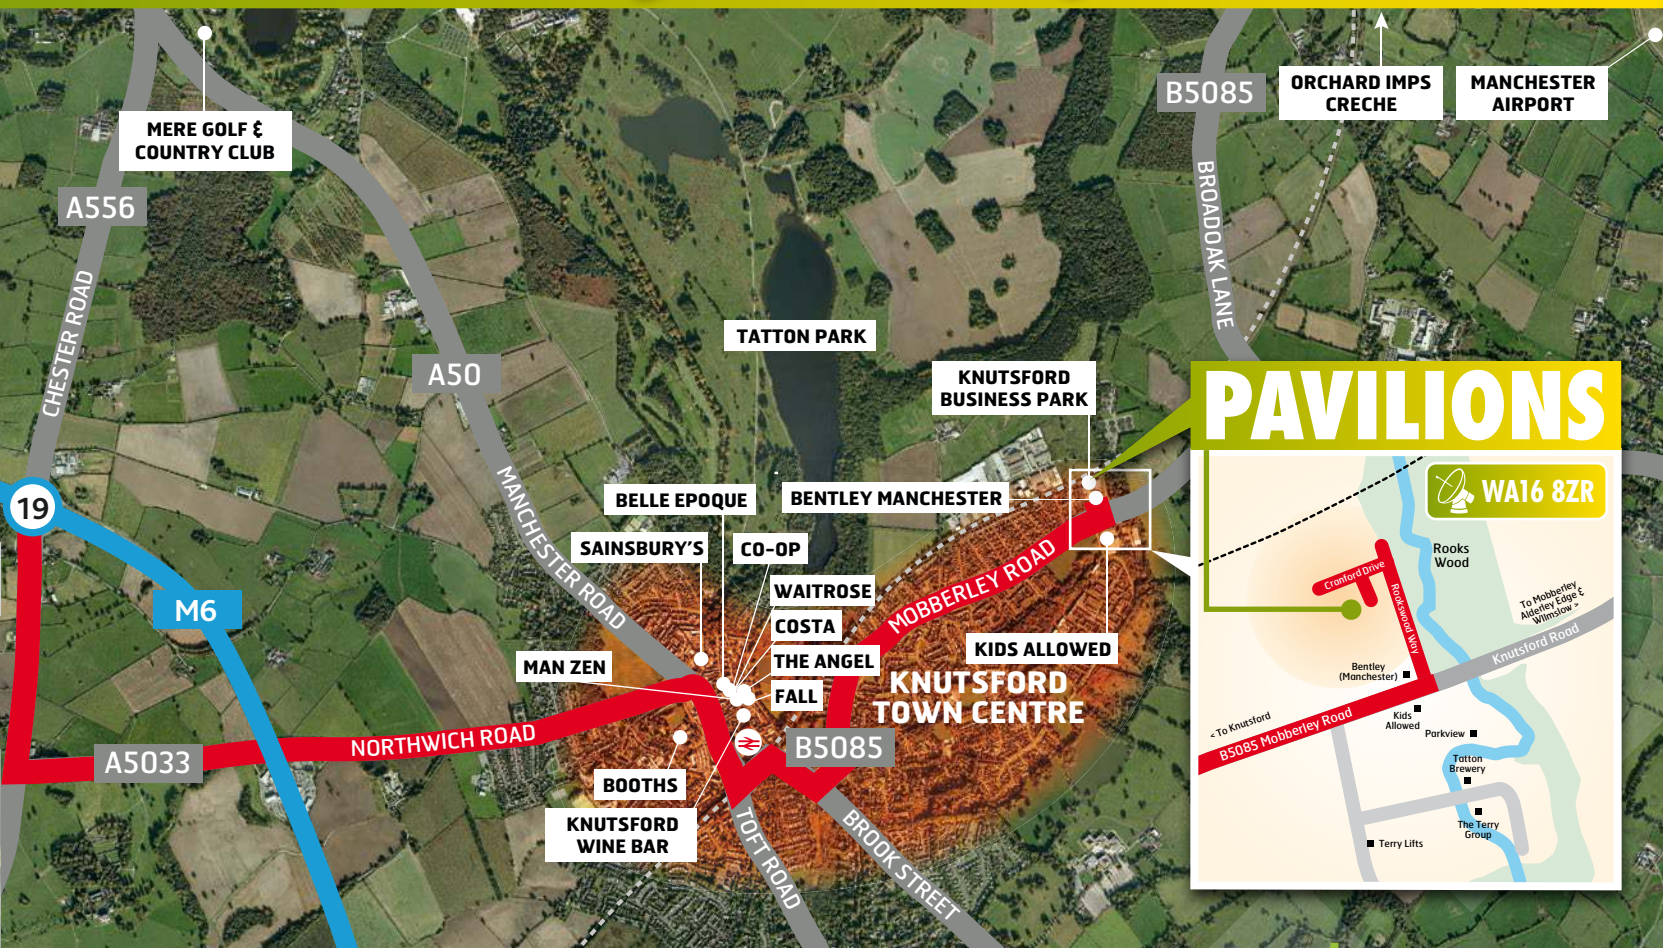 MERE GOLF &
COUNTRY CLUB
B5085
ORCHARD IMPS
CRECHE
MANCHESTER
AIRPORT
A556
CHESTER ROAD
BROADOAK LANE
TATTON PARK
A50
KNUTSFORD
BUSINESS PARK
PAVILIONS
19
MANCHESTER ROAD
BELLE EPOQUE
BENTLEY MANCHESTER
WA16 8ZR
SAINSBURY'S
CO-OP
M6
WAITROSE
COSTA
MOBBERLEY ROAD
MAN ZEN
THE ANGEL
KIDS ALLOWED
FALL
KNUTSFORD
TOWN CENTRE
NORTHWICH ROAD
A5033
B5085
BOOTHS
KNUTSFORD
WINE BAR
TOFT ROAD
BROOK STREET
Rooks
Wood
Cranford Drive
Rookswood Way
To Mobberley
Alderley Edge &
Wilmslow >
Knutsford Road
Bentley
(Manchester)
< To Knutsford
B5085 Mobberley Road
Kids
Allowed
Parkview
Tatton
Brewery
The Terry
Group
Terry Lifts